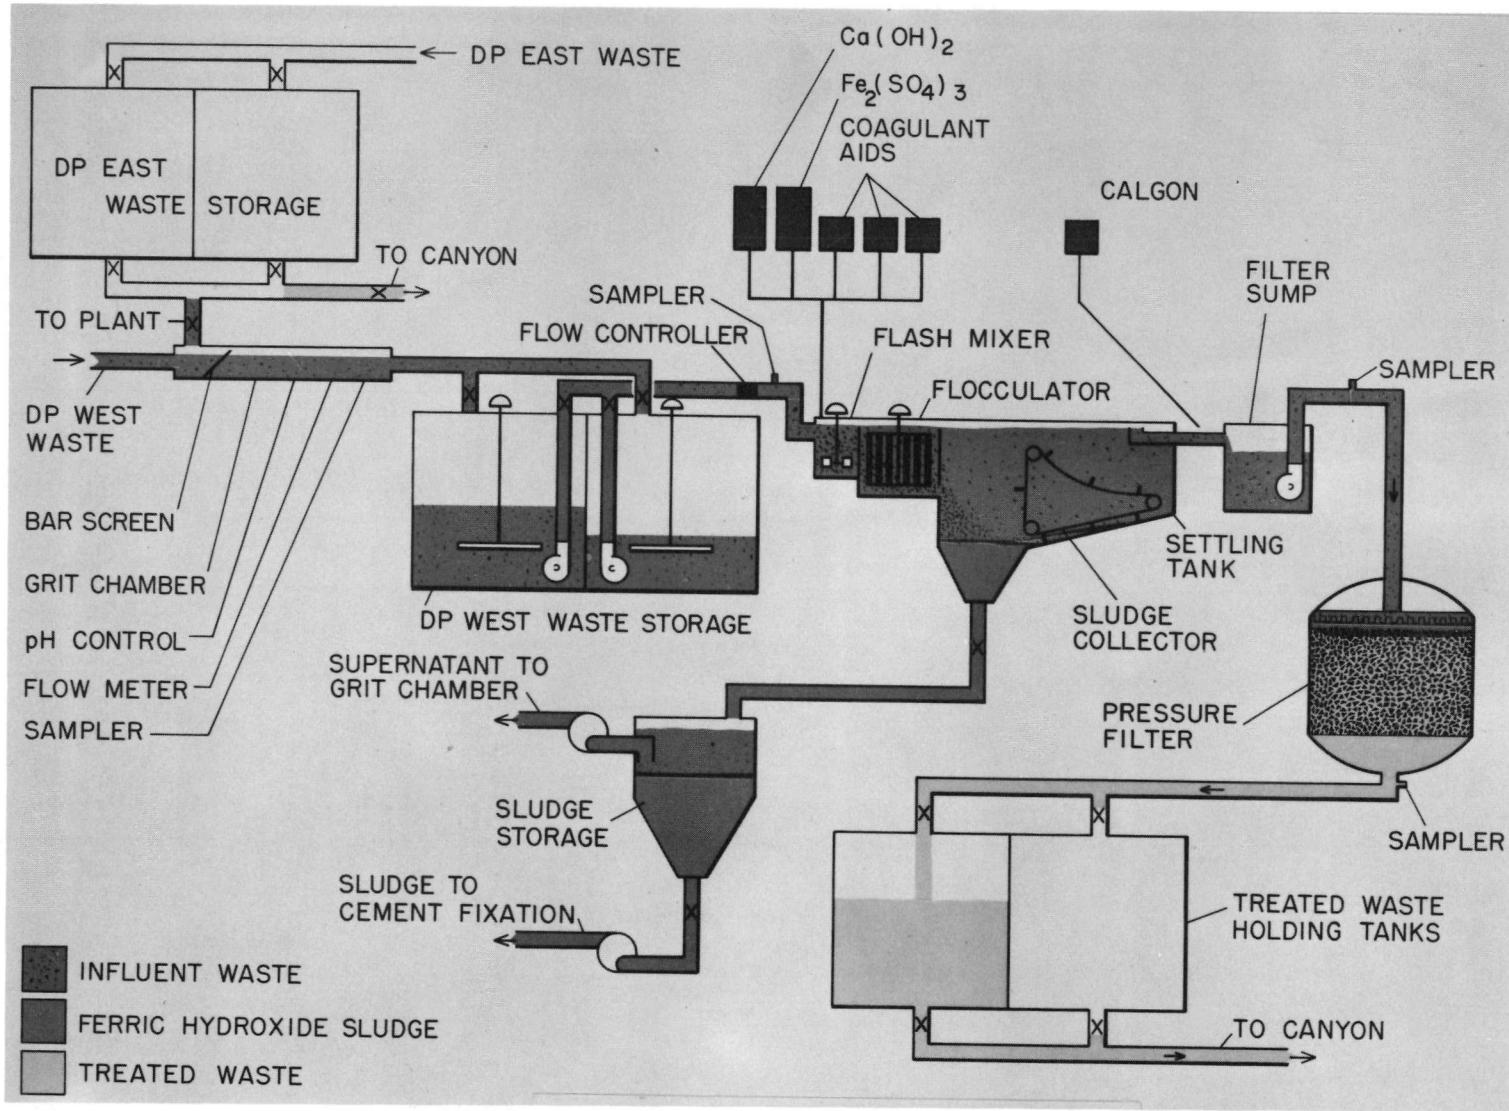 DP EAST WASTE
DP EAST
WASTE STORAGE
TO CANYON
TO PLANT
DP WEST
WASTE
BAR SCREEN
GRIT CHAMBER
pH CONTROL
FLOW METER
SAMPLER
Ca(OH)2
Fe2(SO4)3
COAGULANT
AIDS
SAMPLER
FLOW CONTROLLER
FLASH MIXER
FLOCCULATOR
CALGON
FILTER
SUMP
SAMPLER
DP WEST WASTE STORAGE
SETTLING
TANK
SLUDGE
COLLECTOR
SUPERNATANT TO
GRIT CHAMBER
PRESSURE
FILTER
SLUDGE
STORAGE
SAMPLER
SLUDGE TO
CEMENT FIXATION
TREATED WASTE
HOLDING TANKS
TO CANYON
INFLUENT WASTE
FERRIC HYDROXIDE SLUDGE
TREATED WASTE